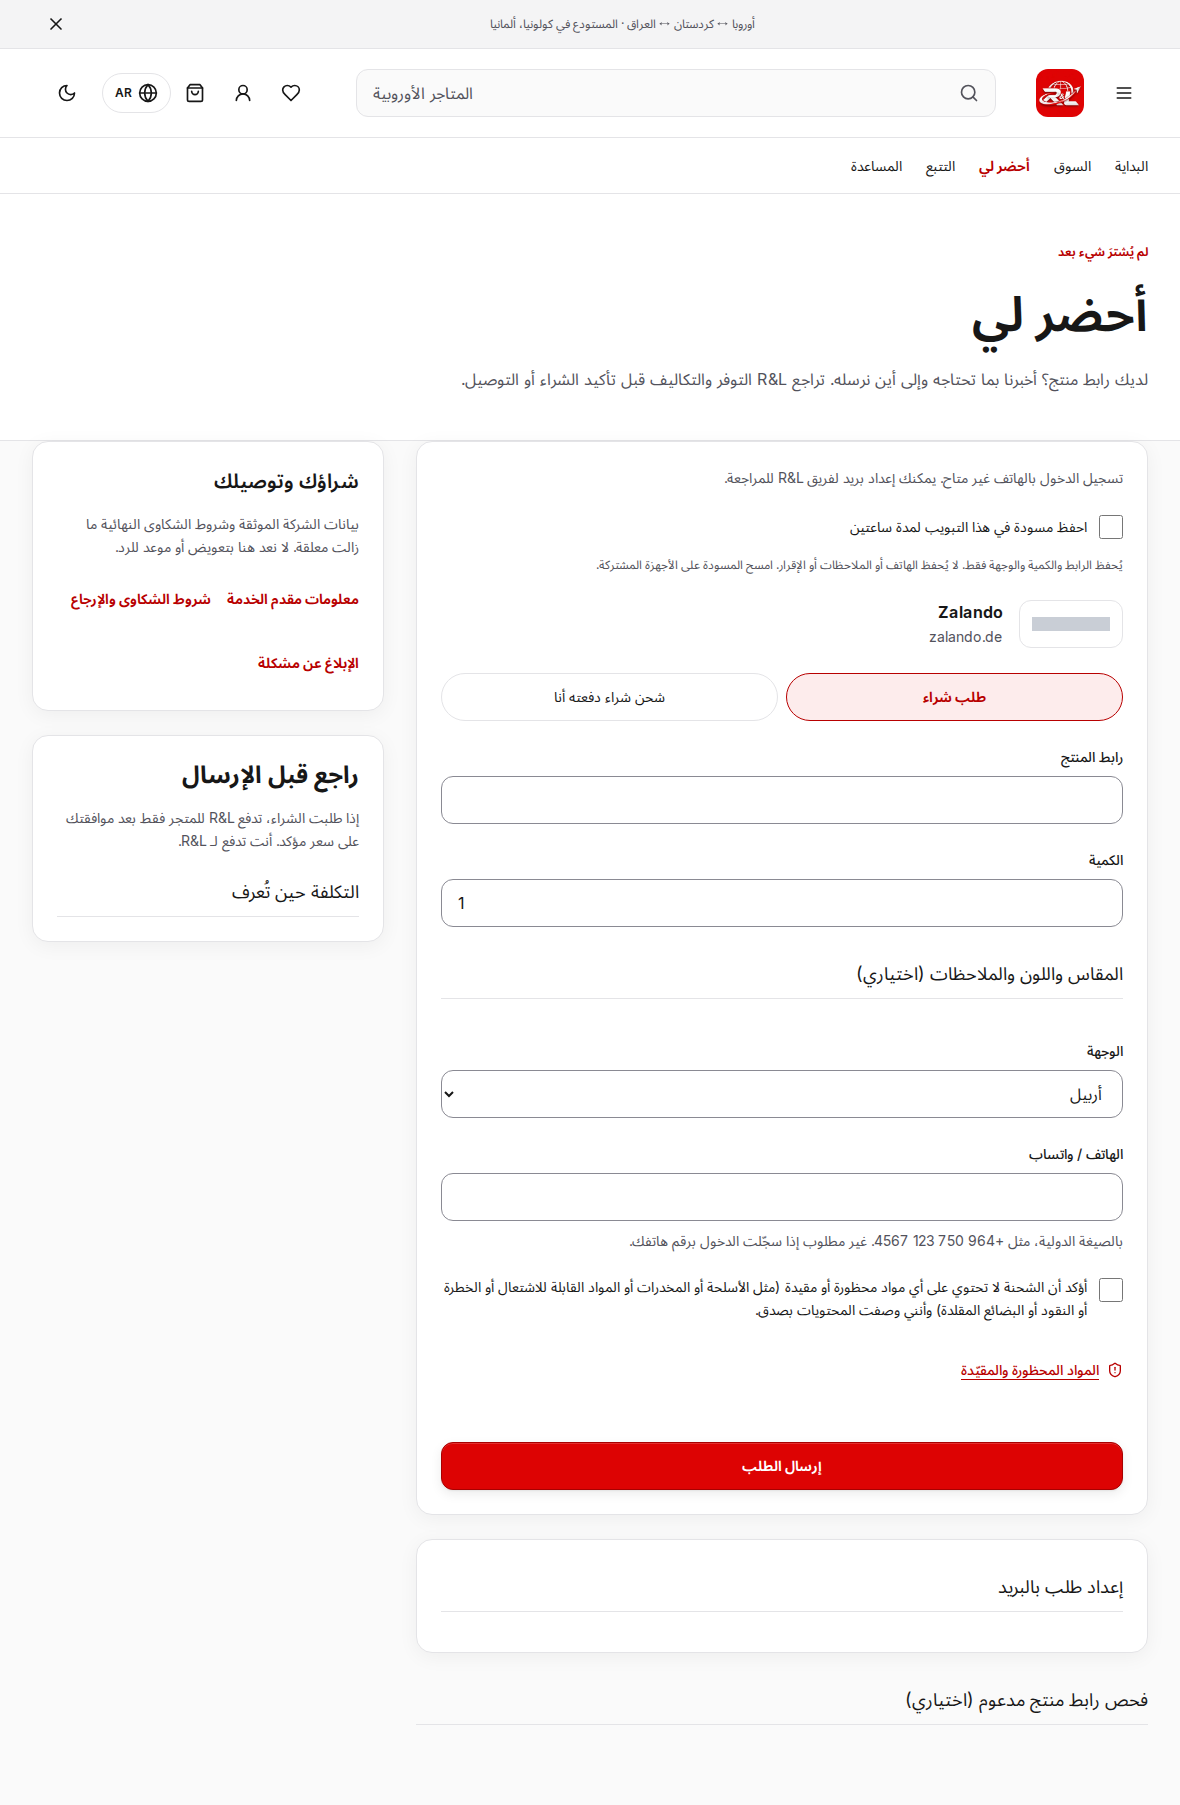 أوروبا ↔ كردستان ↔ العراق · المستودع في كولونيا، ألمانيا
R&L
المتاجر الأوروبية
AR
البداية
السوق
أحضر لي
التتبع
المساعدة
لم يُشترَ شيء بعد
أحضر لي
لديك رابط منتج؟ أخبرنا بما تحتاجه وإلى أين نرسله. تراجع R&L التوفر والتكاليف قبل تأكيد الشراء أو التوصيل.
تسجيل الدخول بالهاتف غير متاح. يمكنك إعداد بريد لفريق R&L للمراجعة.
احفظ مسودة في هذا التبويب لمدة ساعتين
يُحفظ الرابط والكمية والوجهة فقط. لا يُحفظ الهاتف أو الملاحظات أو الإقرار. امسح المسودة على الأجهزة المشتركة.
Zalando
zalando.de
طلب شراء
شحن شراء دفعته أنا
رابط المنتج
الكمية
1
المقاس واللون والملاحظات (اختياري)
الوجهة
أربيل
الهاتف / واتساب
بالصيغة الدولية، مثل +964 750 123 4567. غير مطلوب إذا سجّلت الدخول برقم هاتفك.
أؤكد أن الشحنة لا تحتوي على أي مواد محظورة أو مقيدة (مثل الأسلحة أو المخدرات أو المواد القابلة للاشتعال أو الخطرة
أو النقود أو البضائع المقلدة) وأنني وصفت المحتويات بصدق.
المواد المحظورة والمقيّدة
إرسال الطلب
إعداد طلب بالبريد
فحص رابط منتج مدعوم (اختياري)
شراؤك وتوصيلك
بيانات الشركة الموثقة وشروط الشكاوى النهائية ما
زالت معلقة. لا نعد هنا بتعويض أو موعد للرد.
معلومات مقدم الخدمة
شروط الشكاوى والإرجاع
الإبلاغ عن مشكلة
راجع قبل الإرسال
إذا طلبت الشراء، تدفع R&L للمتجر فقط بعد موافقتك
على سعر مؤكد. أنت تدفع لـ R&L.
التكلفة حين تُعرف